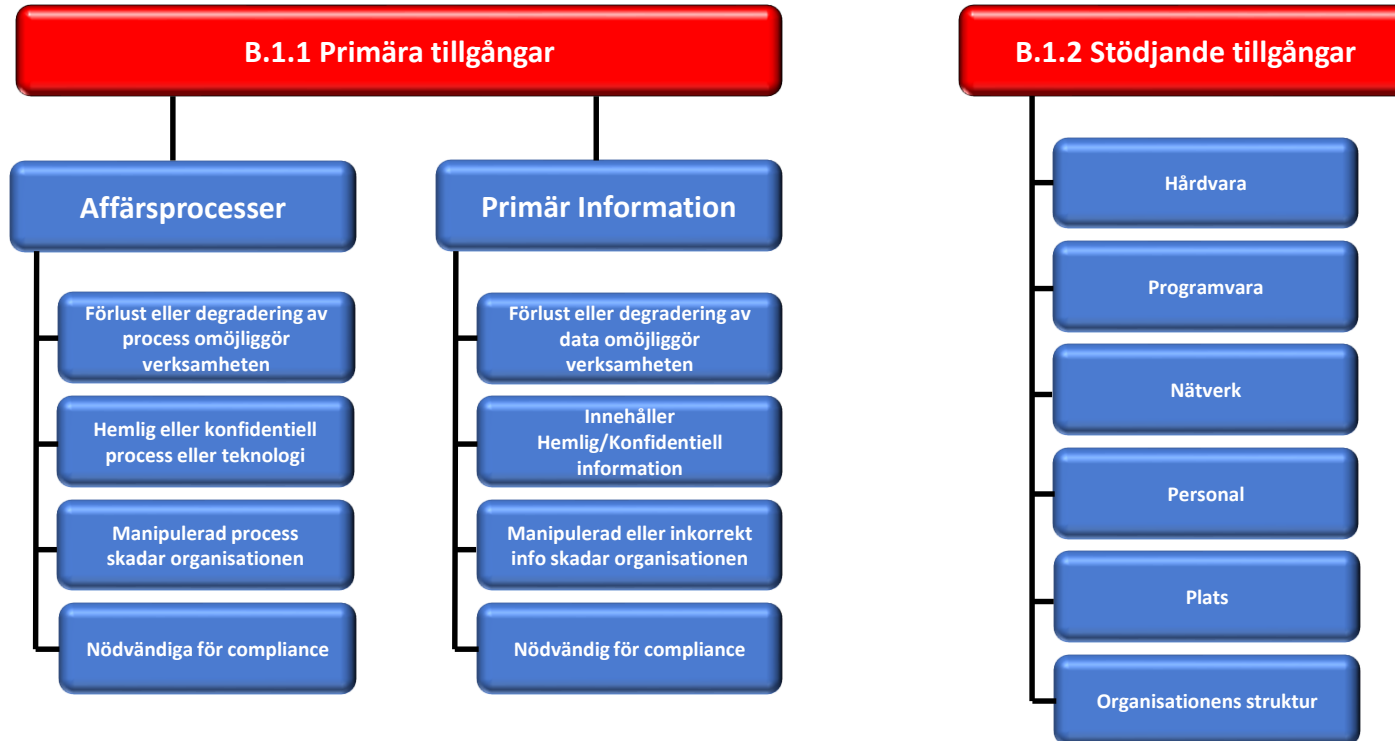 B.1.1 Primära tillgångar
Affärsprocesser
Förlust eller degradering av
process omöjliggör
verksamheten
Hemlig eller konfidentiell
process eller teknologi
Manipulerad process
skadar organisationen
Nödvändiga för compliance
Primär Information
Förlust eller degradering av
data omöjliggör
verksamheten
Innehåller
Hemlig/Konfidentiell
information
Manipulerad eller inkorrekt
info skadar organisationen
Nödvändig för compliance
B.1.2 Stödjande tillgångar
Hårdvara
Programvara
Nätverk
Personal
Plats
Organisationens struktur